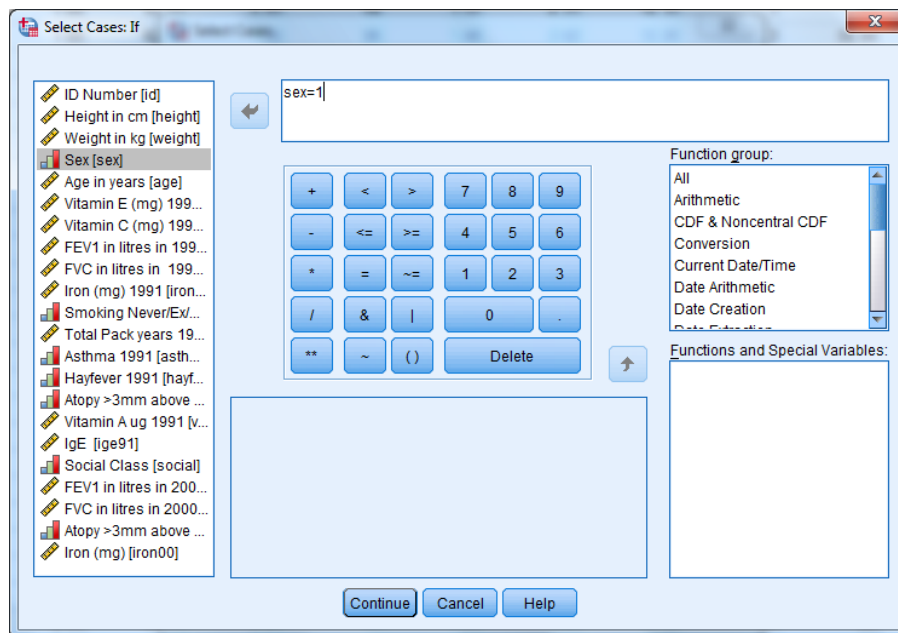 Select Cases: If
sex=1
ID Number [id]
Height in cm [height]
Weight in kg [weight]
Sex [sex]
Age in years [age]
Vitamin E (mg) 199...
Vitamin C (mg) 199...
FEV1 in litres in 199...
FVC in litres in 199...
Iron (mg) 1991 [iron...
Smoking Never/Ex/...
Total Pack years 19...
Asthma 1991 [asth...
Hayfever 1991 [hayf...
Atopy >3mm above ...
Vitamin A ug 1991 [v...
IgE [ige91]
Social Class [social]
FEV1 in litres in 200...
FVC in litres in 2000...
Atopy >3mm above ...
Iron (mg) [iron00]
+ < > 7 8 9
- <= >= 4 5 6
* = ~= 1 2 3
/ & | 0 .
** ~ ( ) Delete
Function group:
All
Arithmetic
CDF & Noncentral CDF
Conversion
Current Date/Time
Date Arithmetic
Date Creation
Date Extraction
Functions and Special Variables:
Continue Cancel Help